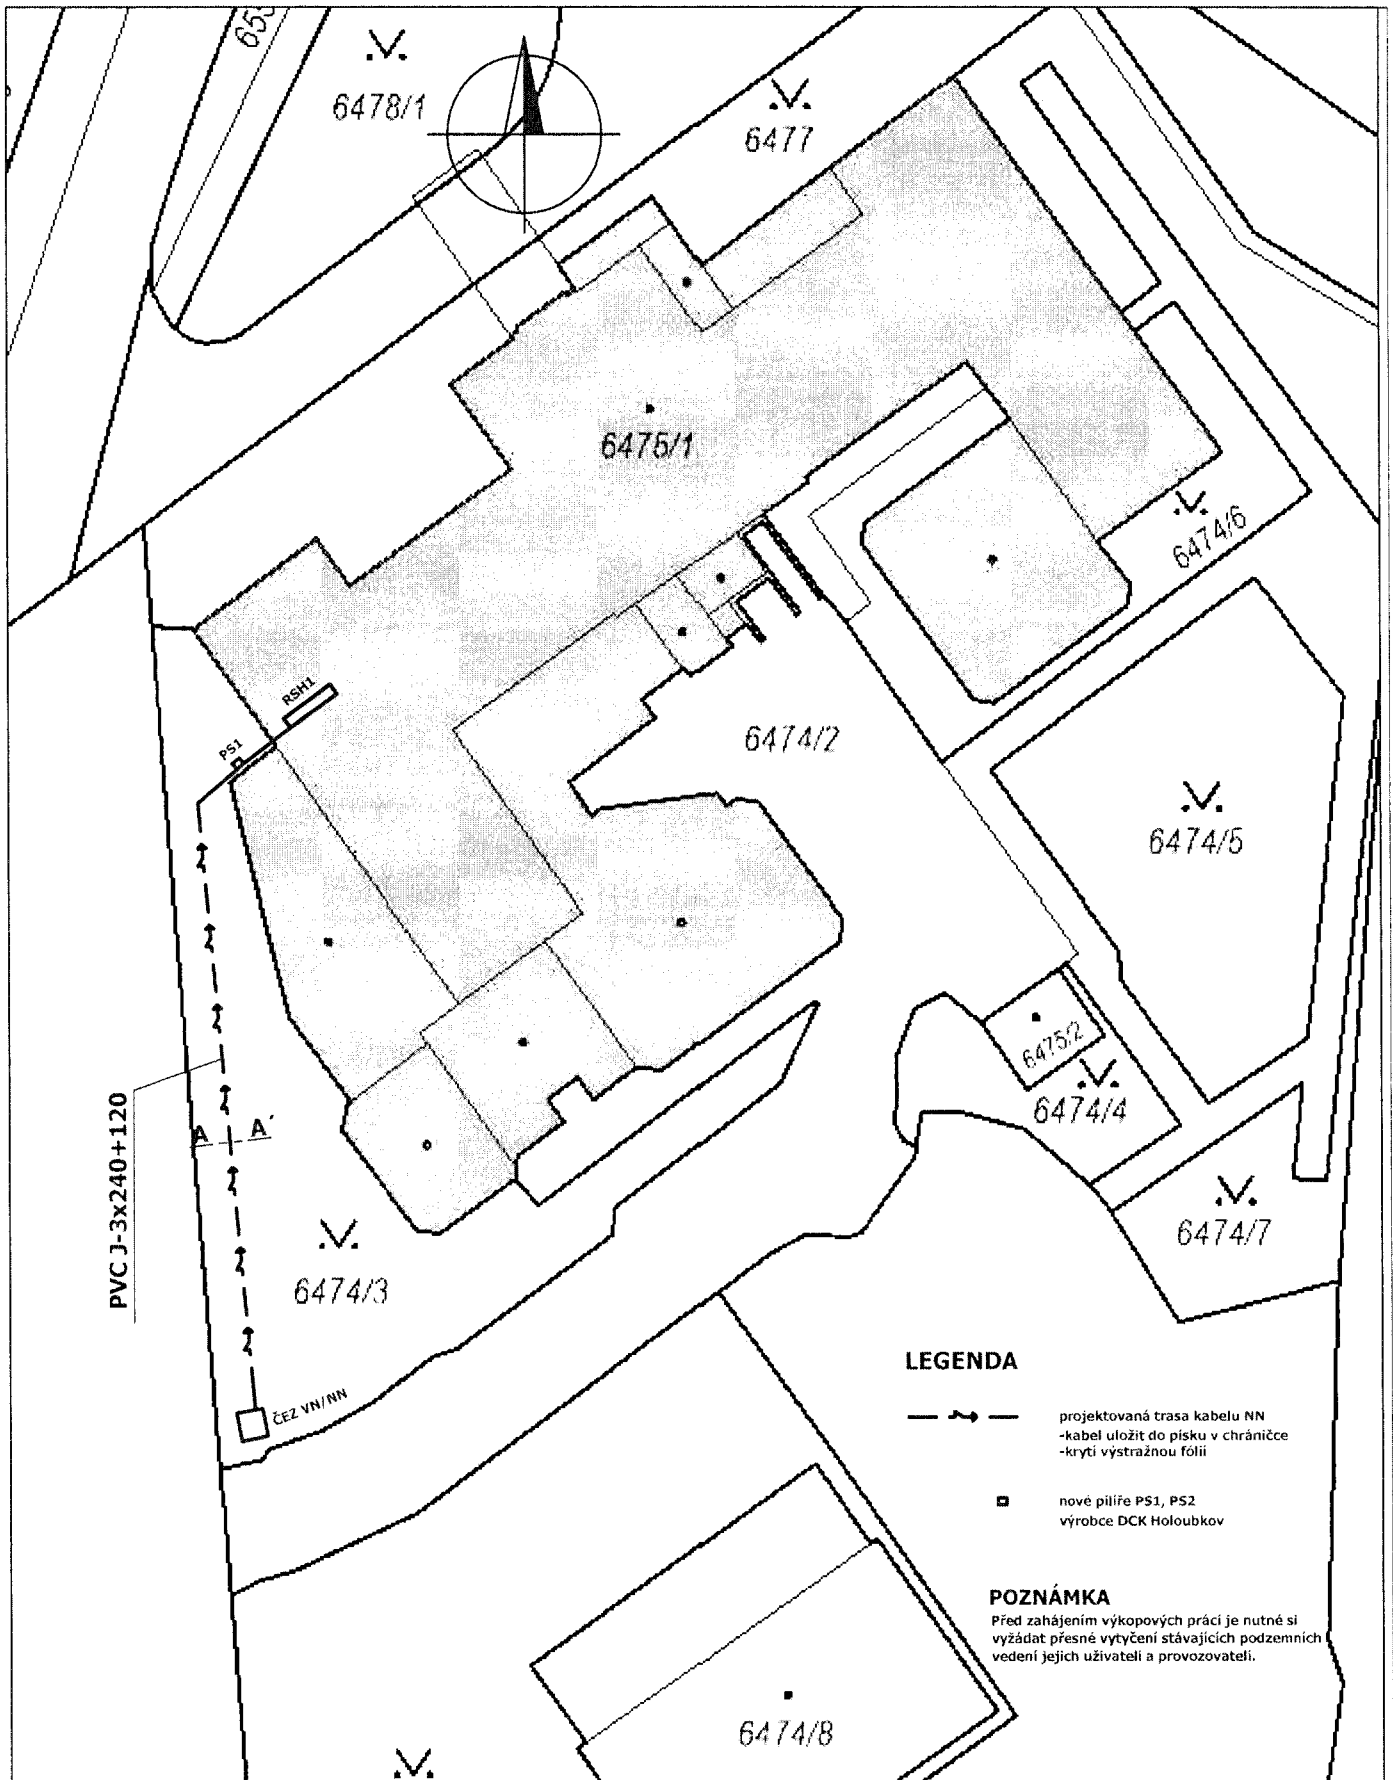 6478/1
6477
6475/1
6474/6
RSH1
PS1
6474/2
6474/5
6475/2
6474/4
PVC J-3x240+120
A A´
6474/7
6474/3
ČEZ VN/NN
LEGENDA
projektovaná trasa kabelu NN
-kabel uložit do písku v chráničce
-krytí výstražnou fólií
nové pilíře PS1, PS2
výrobce DCK Holoubkov
POZNÁMKA
Před zahájením výkopových prácí je nutné si
vyžádat přesné vytyčení stávajících podzemních
vedení jejich uživateli a provozovateli.
6474/8